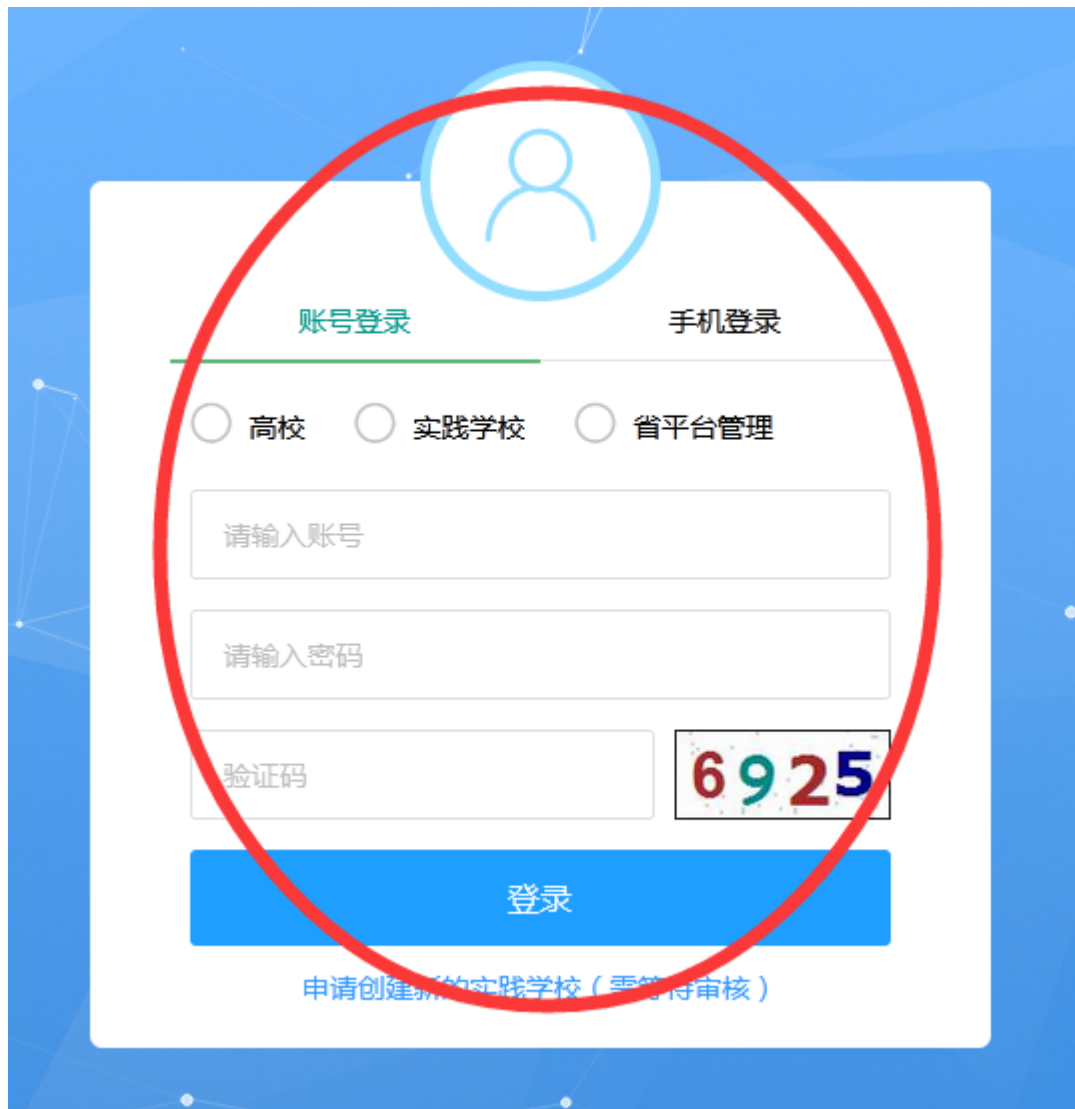 账号登录 手机登录
高校 实践学校 省平台管理
请输入账号
请输入密码
验证码 6925
登录
申请创建新的实践学校（需等待审核）